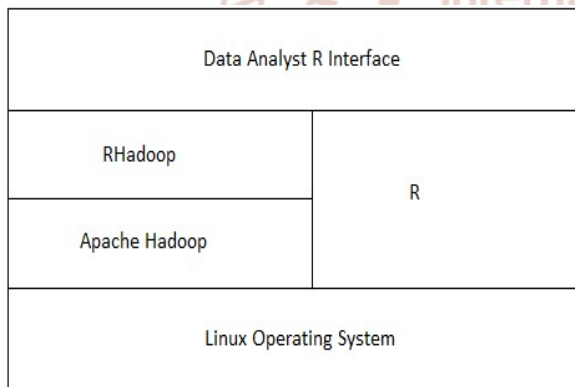 Data Analyst R Interface
RHadoop
R
Apache Hadoop
Linux Operating System